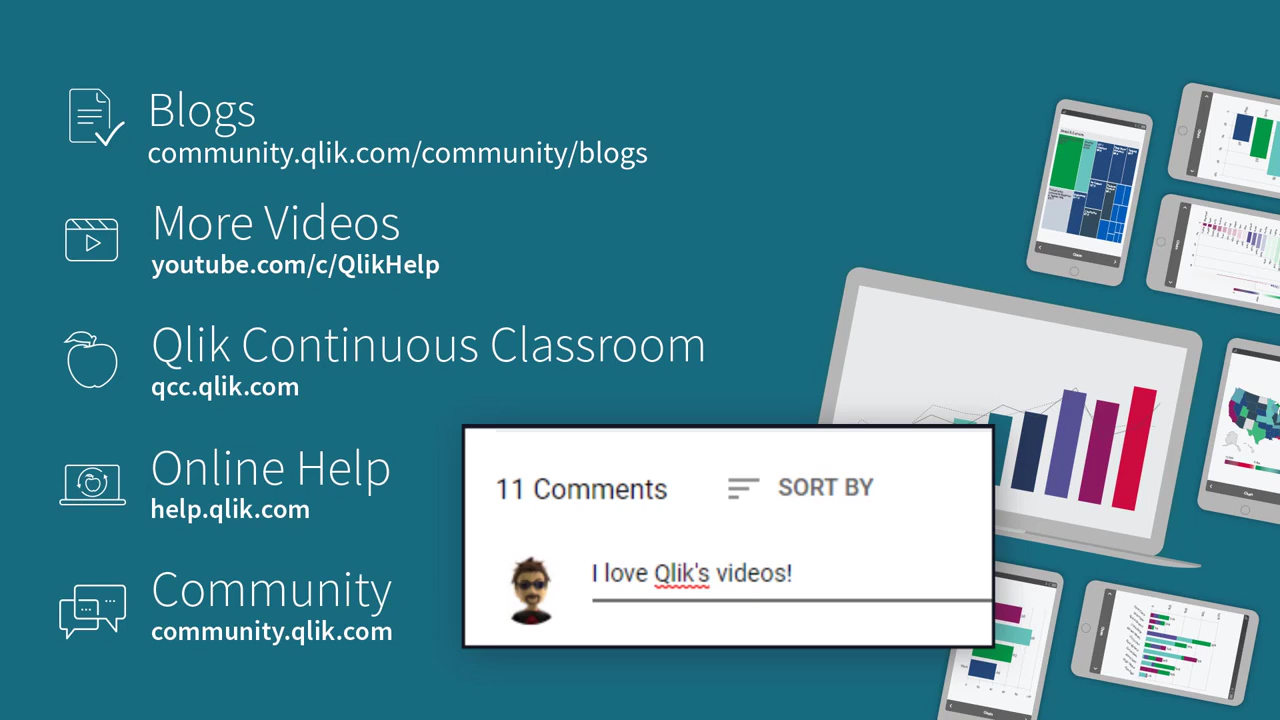 Blogs
community.qlik.com/community/blogs
More Videos
youtube.com/c/QlikHelp
Qlik Continuous Classroom
qcc.qlik.com
Online Help
help.qlik.com
Community
community.qlik.com
11 Comments SORT BY
I love Qlik's videos!